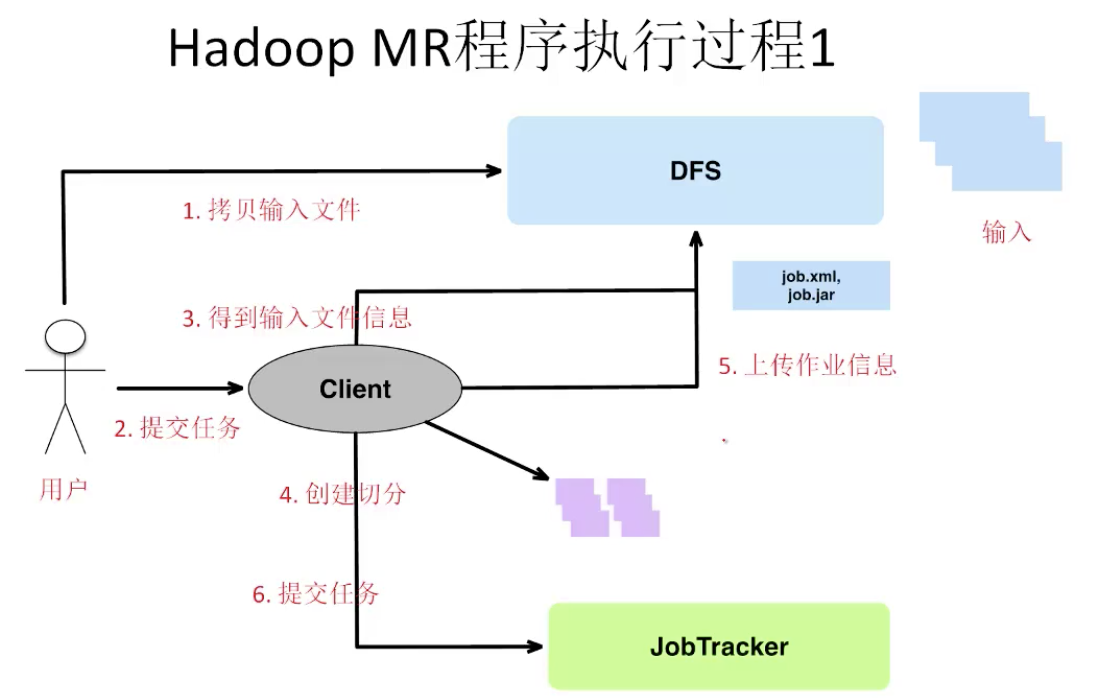 Hadoop MR程序执行过程1
DFS
1. 拷贝输入文件
输入
job.xml,
job.jar
3. 得到输入文件信息
5. 上传作业信息
Client
2. 提交任务
用户
4. 创建切分
6. 提交任务
JobTracker